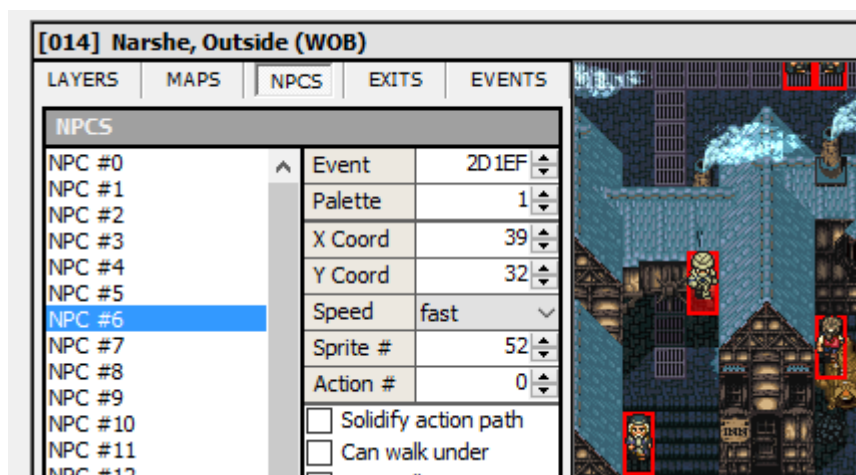 [014] Narshe, Outside (WOB)
LAYERS MAPS NPCS EXITS EVENTS
NPCS
NPC #0
NPC #1
NPC #2
NPC #3
NPC #4
NPC #5
NPC #6
NPC #7
NPC #8
NPC #9
NPC #10
NPC #11
NPC #12
Event 2D1EF
Palette 1
X Coord 39
Y Coord 32
Speed fast
Sprite # 52
Action # 0
Solidify action path
Can walk under
INN